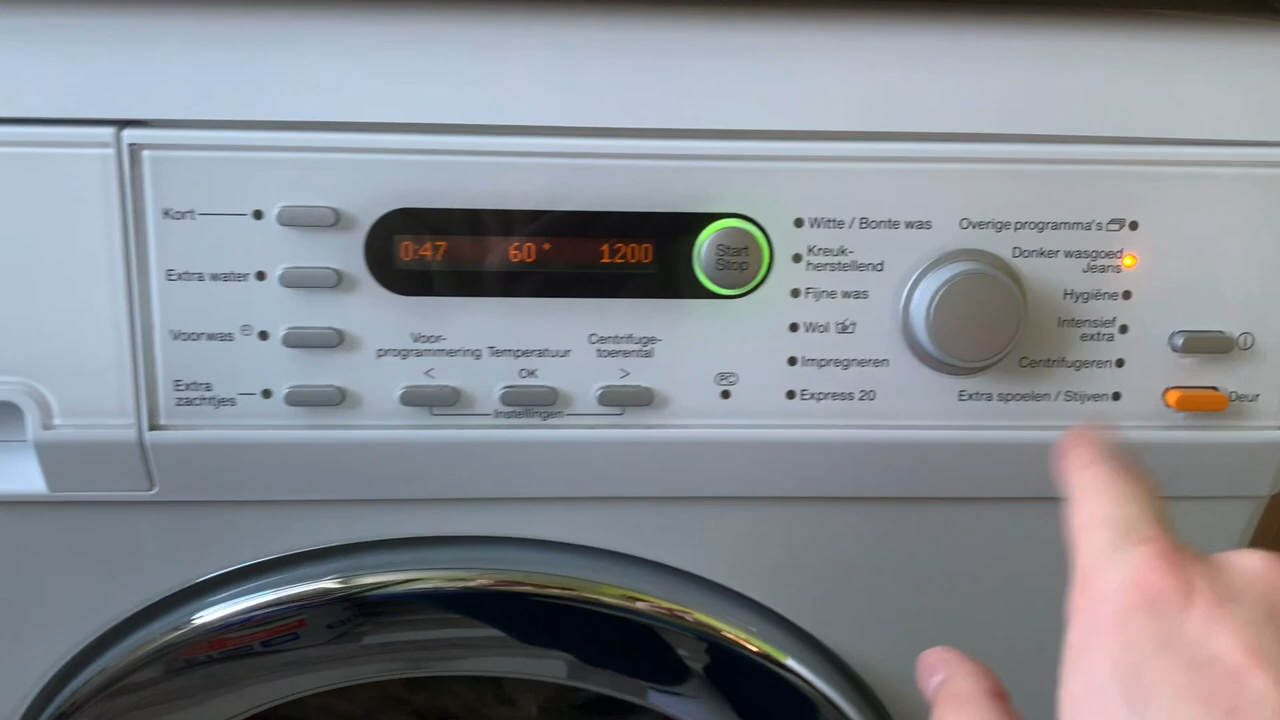 Kort
Extra water
Voorwas
Extra
zachtjes
0:47 60° 1200
Start
Stop
Voor-
programmering
<
Temperatuur
OK
Centrifuge-
toerental
>
Instellingen
PC
Witte / Bonte was
Kreuk-
herstellend
Fijne was
Wol
Impregneren
Express 20
Overige programma's
Donker wasgoed
Jeans
Hygiëne
Intensief
extra
Centrifugeren
Extra spoelen / Stijven
Deur